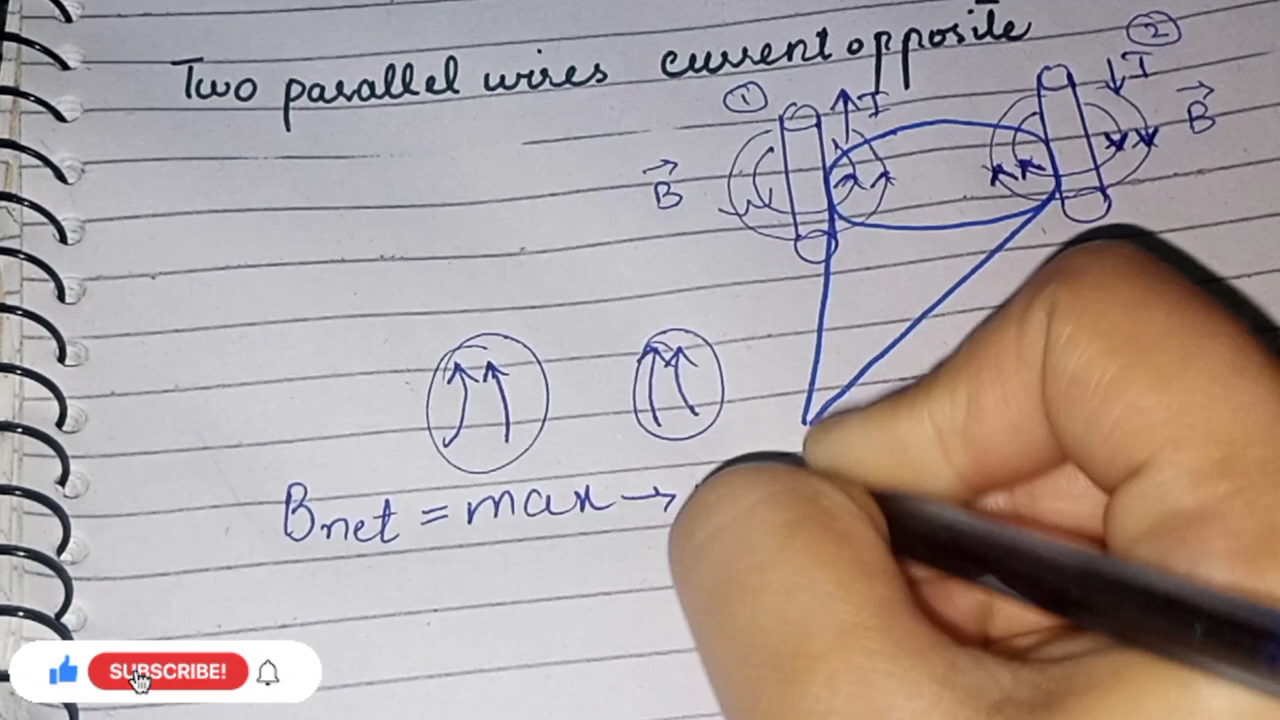 Two parallel wires current opposite
① ↑ I
② ↓ I
B⃗
B⃗
Bnet = max →
SUBSCRIBE!